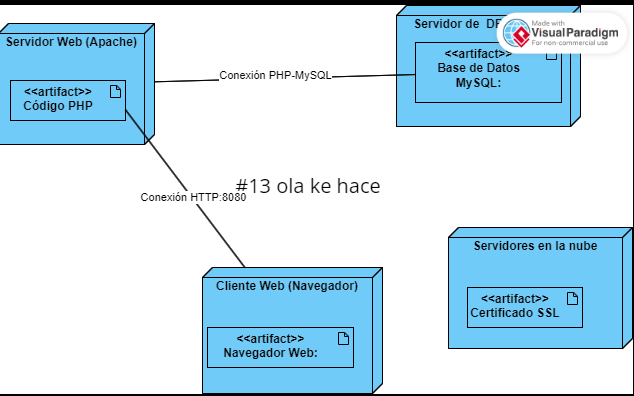 Servidor Web (Apache)
<<artifact>>
Código PHP
Conexión PHP-MySQL
Servidor de
<<artifact>>
Base de Datos
MySQL:
Made with
VisualParadigm
For non-commercial use
#13 ola ke hace
Conexión HTTP:8080
Servidores en la nube
<<artifact>>
Certificado SSL
Cliente Web (Navegador)
<<artifact>>
Navegador Web: